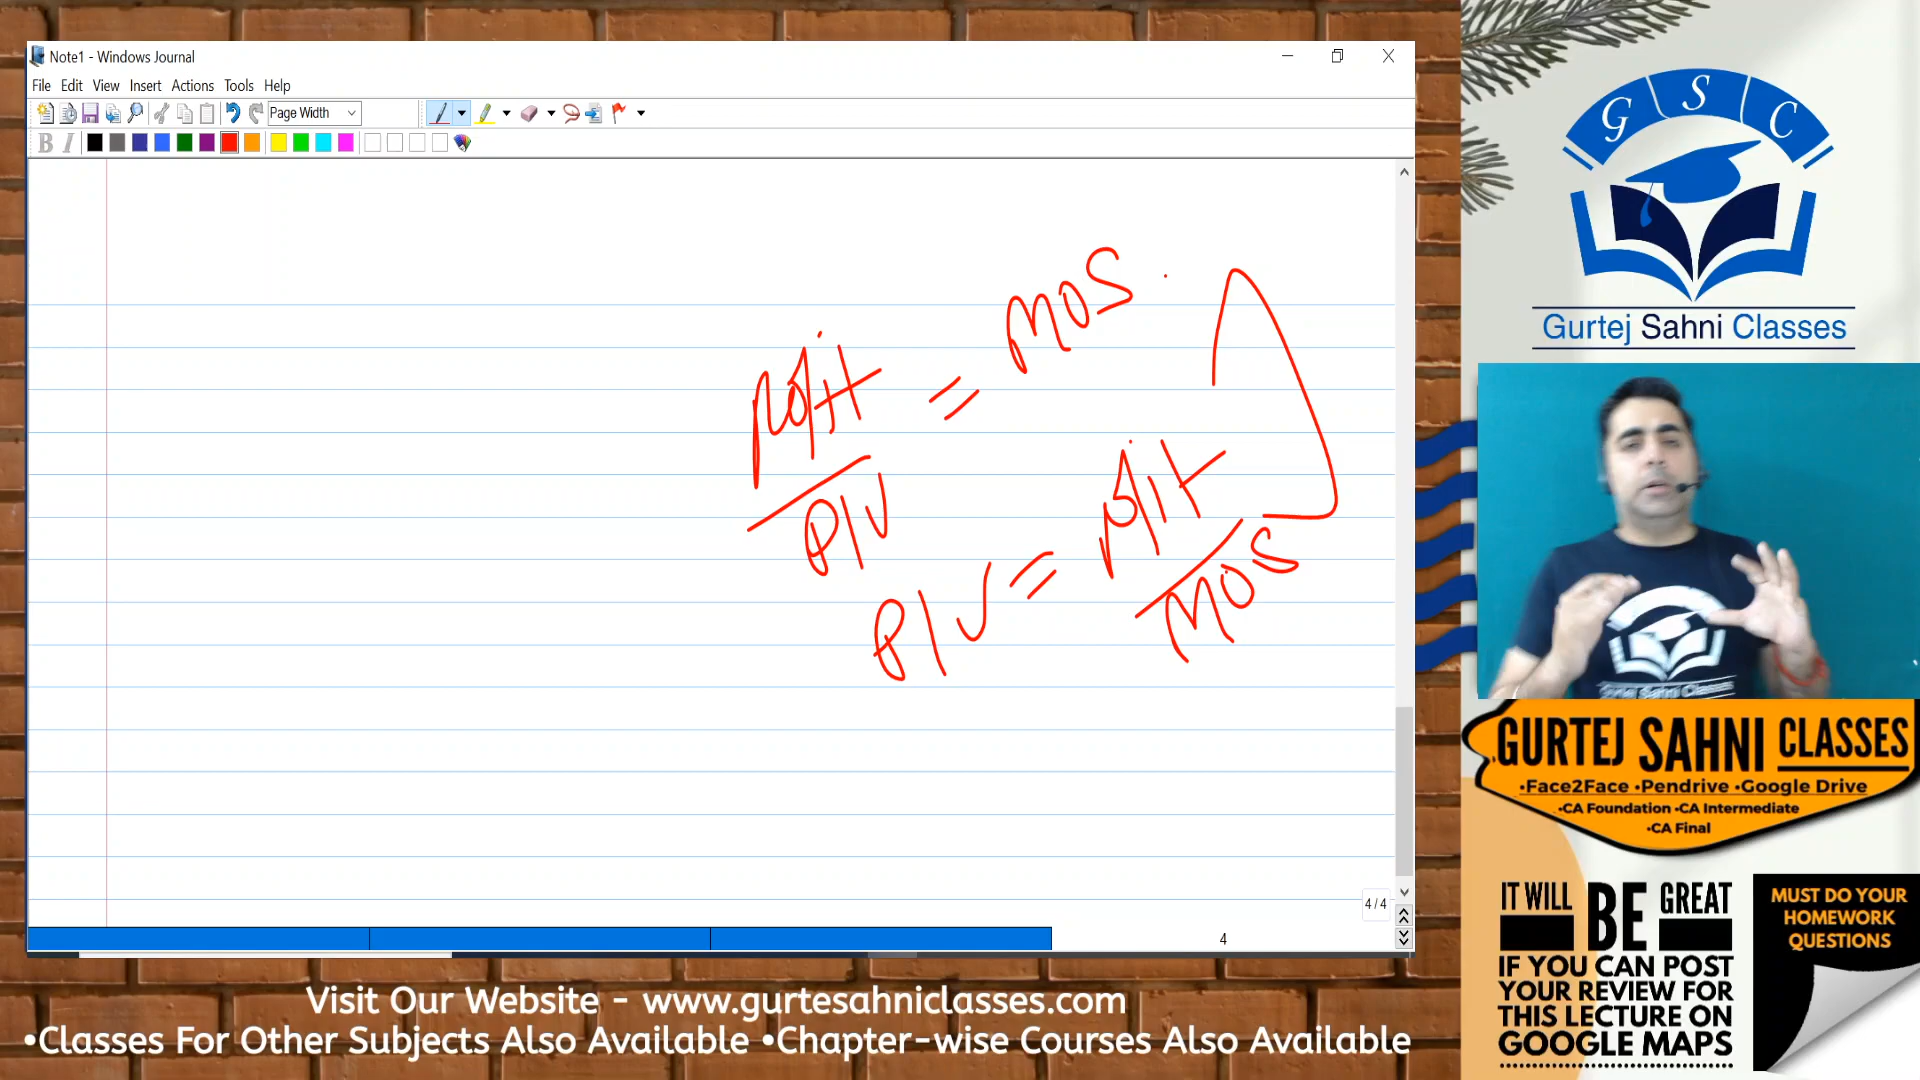 Note1 - Windows Journal
File Edit View Insert Actions Tools Help
Page Width
B I
Profit / P/V = MOS
P/V = Profit / MOS
4 / 4
4
G S C
Gurtej Sahni Classes
GURTEJ SAHNI CLASSES
•Face2Face •Pendrive •Google Drive
•CA Foundation •CA Intermediate
•CA Final
IT WILL BE GREAT
IF YOU CAN POST
YOUR REVIEW FOR
THIS LECTURE ON
GOOGLE MAPS
MUST DO YOUR
HOMEWORK
QUESTIONS
Visit Our Website - www.gurtesahniclasses.com
•Classes For Other Subjects Also Available •Chapter-wise Courses Also Available